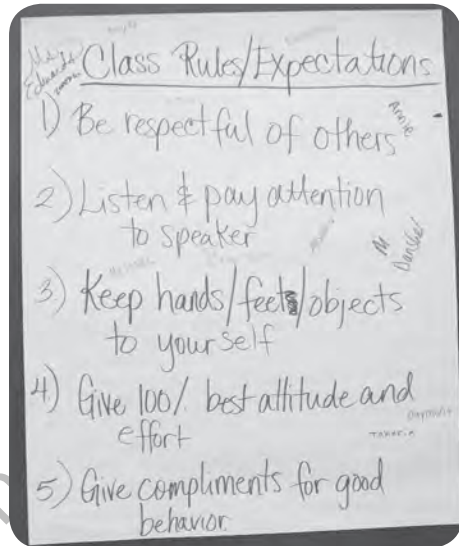 Class Rules/Expectations
1) Be respectful of others
Annie
2) Listen & pay attention
to speaker
3) Keep hands/feet/objects
to yourself
4) Give 100% best attitude and
effort
5) Give compliments for good
behavior.